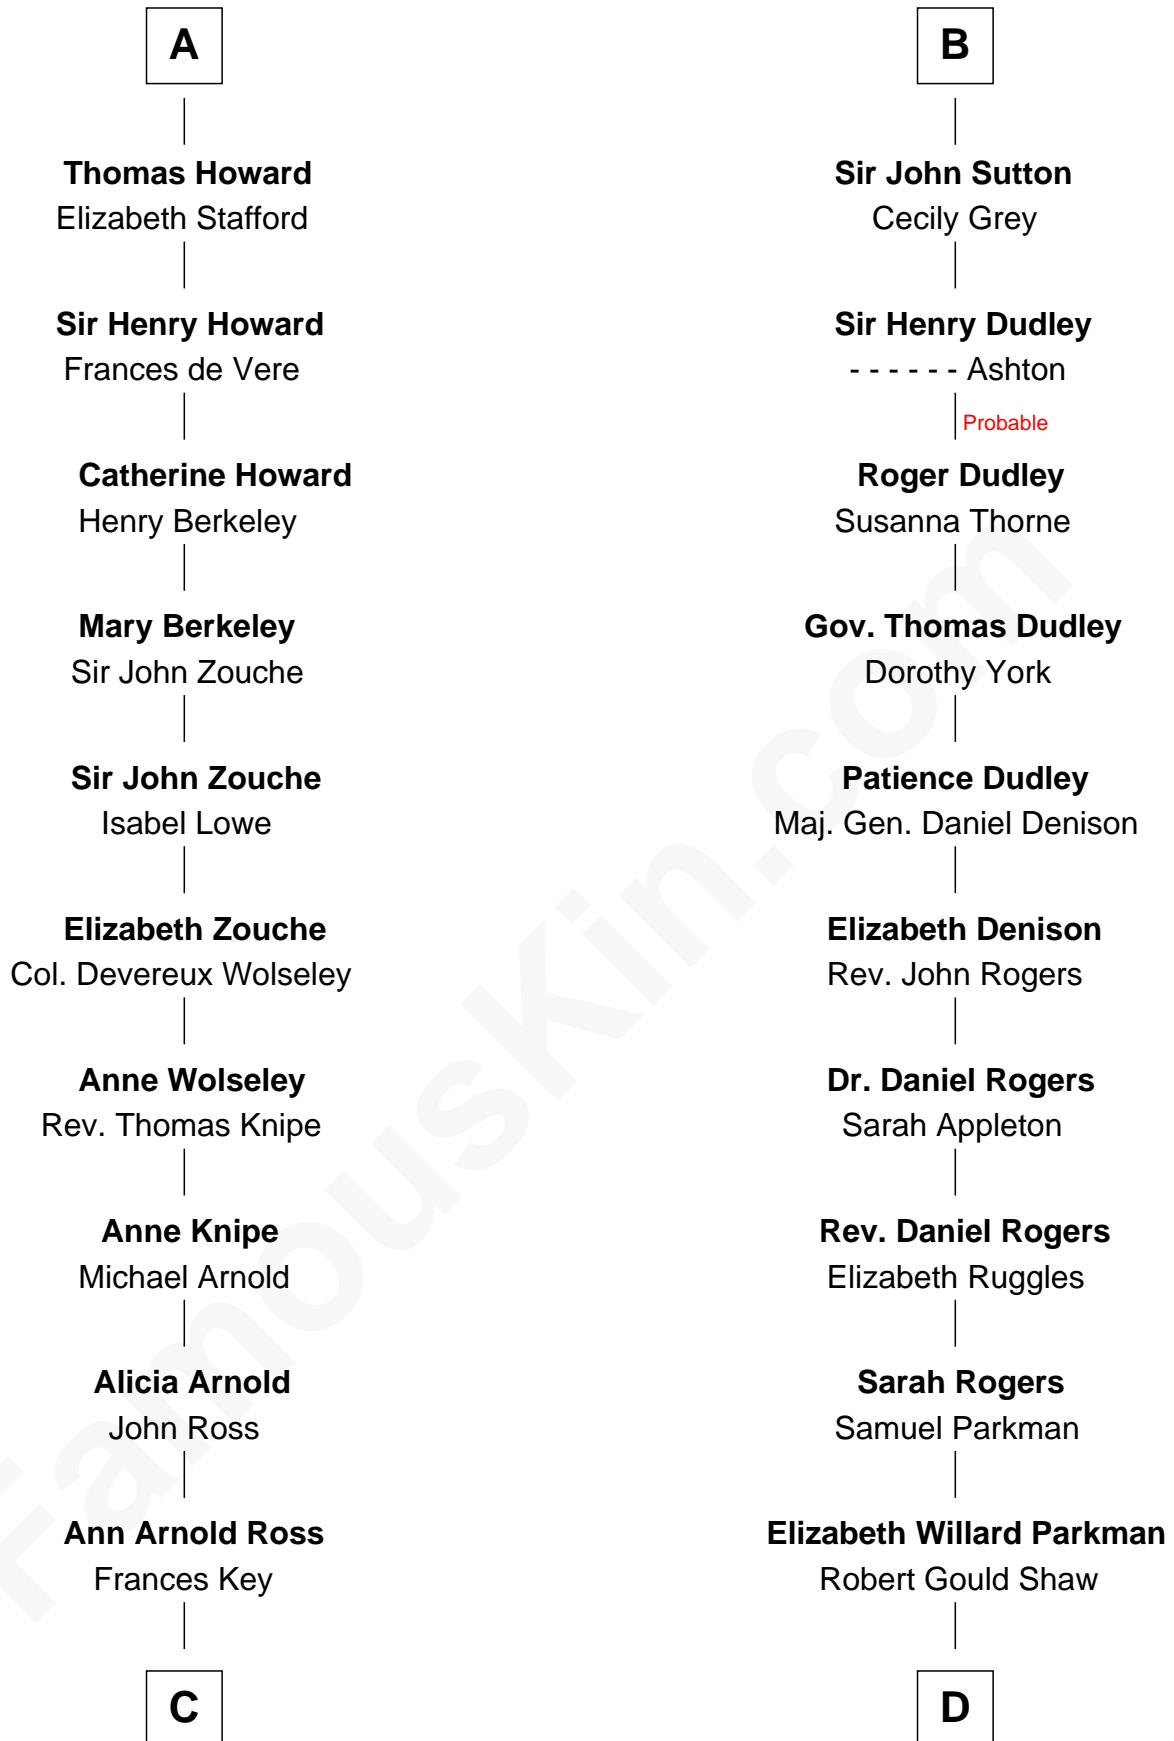 A
Thomas Howard
Elizabeth Stafford
Sir Henry Howard
Frances de Vere
Catherine Howard
Henry Berkeley
Mary Berkeley
Sir John Zouche
Sir John Zouche
Isabel Lowe
Elizabeth Zouche
Col. Devereux Wolseley
Anne Wolseley
Rev. Thomas Knipe
Anne Knipe
Michael Arnold
Alicia Arnold
John Ross
Ann Arnold Ross
Frances Key
C
B
Sir John Sutton
Cecily Grey
Sir Henry Dudley
- - - - - - Ashton
Probable
Roger Dudley
Susanna Thorne
Gov. Thomas Dudley
Dorothy York
Patience Dudley
Maj. Gen. Daniel Denison
Elizabeth Denison
Rev. John Rogers
Dr. Daniel Rogers
Sarah Appleton
Rev. Daniel Rogers
Elizabeth Ruggles
Sarah Rogers
Samuel Parkman
Elizabeth Willard Parkman
Robert Gould Shaw
D
FamousKin.com